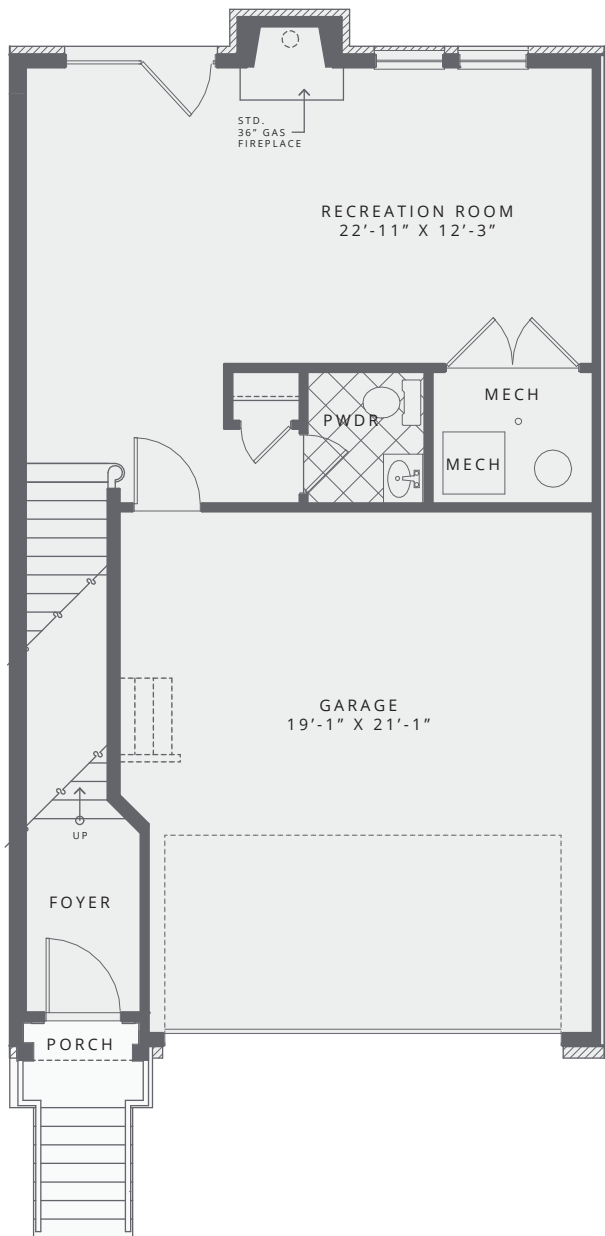 STD.
36” GAS
FIREPLACE
RECREATION ROOM
22’-11” X 12’-3”
MECH
PWDR
MECH
GARAGE
19’-1” X 21’-1”
UP
FOYER
PORCH